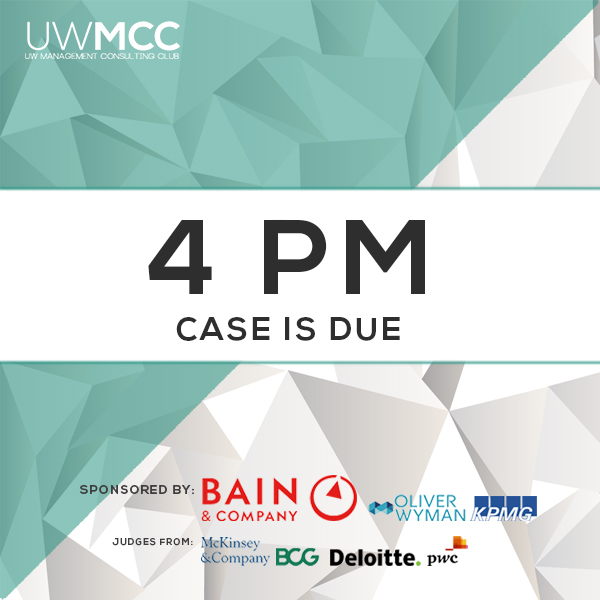 UWMCC
UW MANAGEMENT CONSULTING CLUB
4 PM
CASE IS DUE
SPONSORED BY: BAIN & COMPANY OLIVER WYMAN KPMG
JUDGES FROM: McKinsey & Company BCG Deloitte. pwc